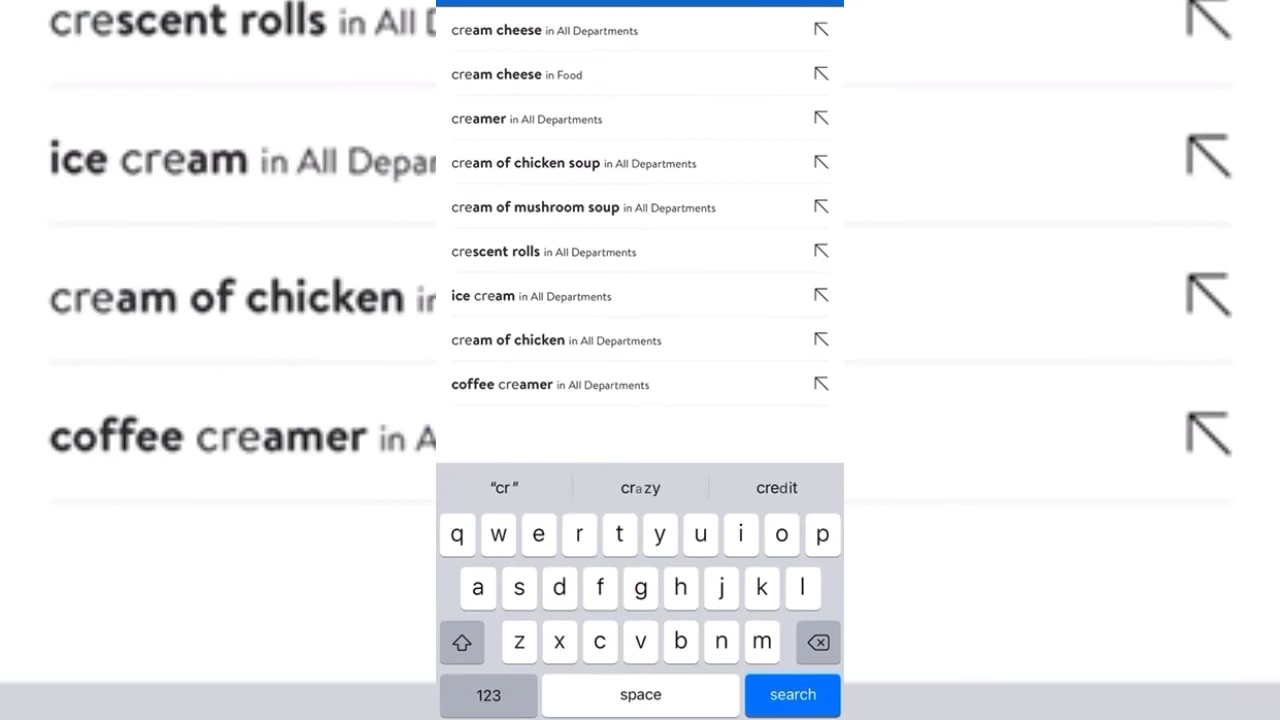 cream cheese in All Departments
cream cheese in Food
creamer in All Departments
cream of chicken soup in All Departments
cream of mushroom soup in All Departments
crescent rolls in All Departments
ice cream in All Departments
cream of chicken in All Departments
coffee creamer in All Departments
“cr” crazy credit
q w e r t y u i o p
a s d f g h j k l
z x c v b n m
123 space search
crescent rolls in All
ice cream in All Depar
cream of chicken in
coffee creamer in A